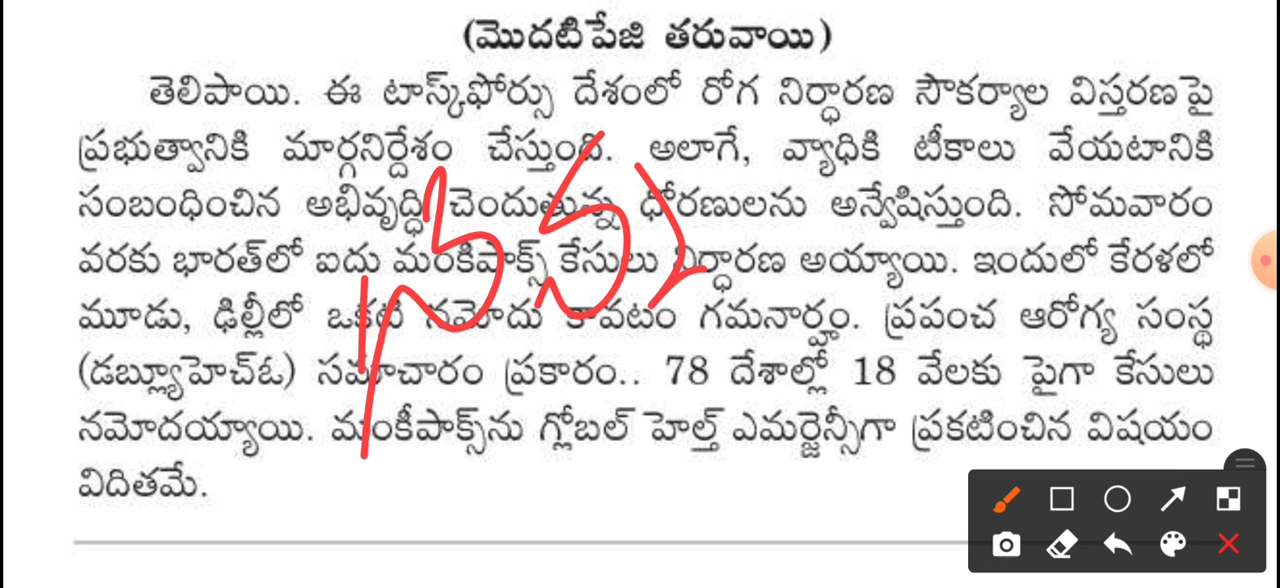 (మొదటిపేజి తరువాయి)
తెలిపాయి. ఈ టాస్క్‌ఫోర్సు దేశంలో రోగ నిర్ధారణ సౌకర్యాల విస్తరణపై
ప్రభుత్వానికి మార్గనిర్దేశం చేస్తుంది. అలాగే, వ్యాధికి టీకాలు వేయటానికి
సంబంధించిన అభివృద్ధి చెందుతున్న ధోరణులను అన్వేషిస్తుంది. సోమవారం
వరకు భారత్‌లో ఐదు మంకీపాక్స్ కేసులు నిర్ధారణ అయ్యాయి. ఇందులో కేరళలో
మూడు, ఢిల్లీలో ఒకటి నమోదు కావటం గమనార్హం. ప్రపంచ ఆరోగ్య సంస్థ
(డబ్ల్యూహెచ్ఓ) సమాచారం ప్రకారం.. 78 దేశాల్లో 18 వేలకు పైగా కేసులు
నమోదయ్యాయి. మంకీపాక్స్‌ను గ్లోబల్ హెల్త్ ఎమర్జెన్సీగా ప్రకటించిన విషయం
విదితమే.